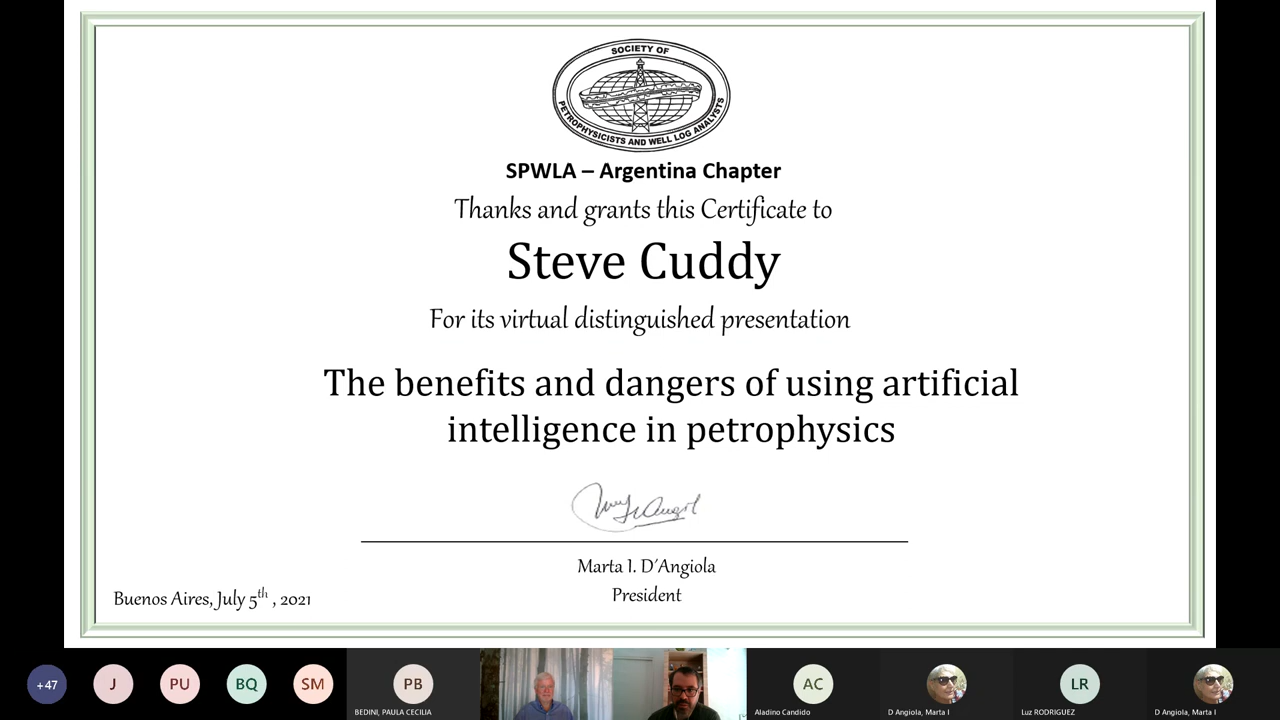 SOCIETY OF
PETROPHYSICISTS AND WELL LOG ANALYSTS
SPWLA – Argentina Chapter
Thanks and grants this Certificate to
Steve Cuddy
For its virtual distinguished presentation
The benefits and dangers of using artificial
intelligence in petrophysics
Marta I. D´Angiola
President
Buenos Aires, July 5th , 2021
+47
J
PU
BQ
SM
PB
BEDINI, PAULA CECILIA
AC
Aladino Candido
D Angiola, Marta I
LR
Luz RODRIGUEZ
D Angiola, Marta I